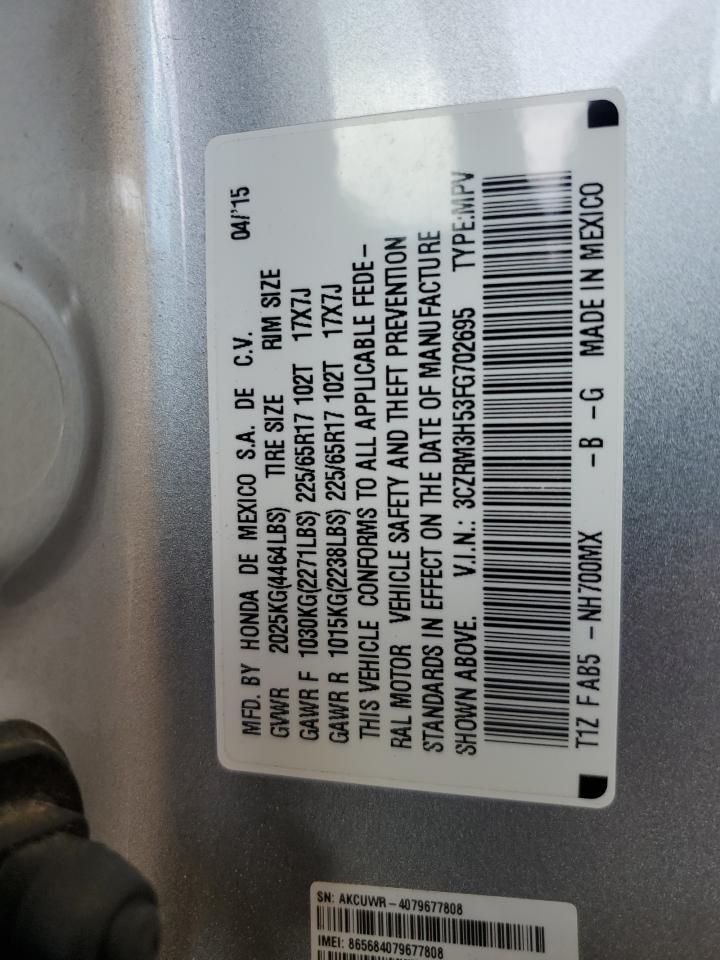 MFD. BY HONDA DE MEXICO S.A. DE C.V. 04/'15
GVWR 2025KG(4464LBS) TIRE SIZE RIM SIZE
GAWR F 1030KG(2271LBS) 225/65R17 102T 17X7J
GAWR R 1015KG(2238LBS) 225/65R17 102T 17X7J
THIS VEHICLE CONFORMS TO ALL APPLICABLE FEDE-
RAL MOTOR VEHICLE SAFETY AND THEFT PREVENTION
STANDARDS IN EFFECT ON THE DATE OF MANUFACTURE
SHOWN ABOVE. V.I.N.: 3CZRM3H53FG702695 TYPE:MPV
T1Z F AB5 -NH700MX -B -G MADE IN MEXICO
SN: AKCUWR-4079677808
IMEI: 865684079677808